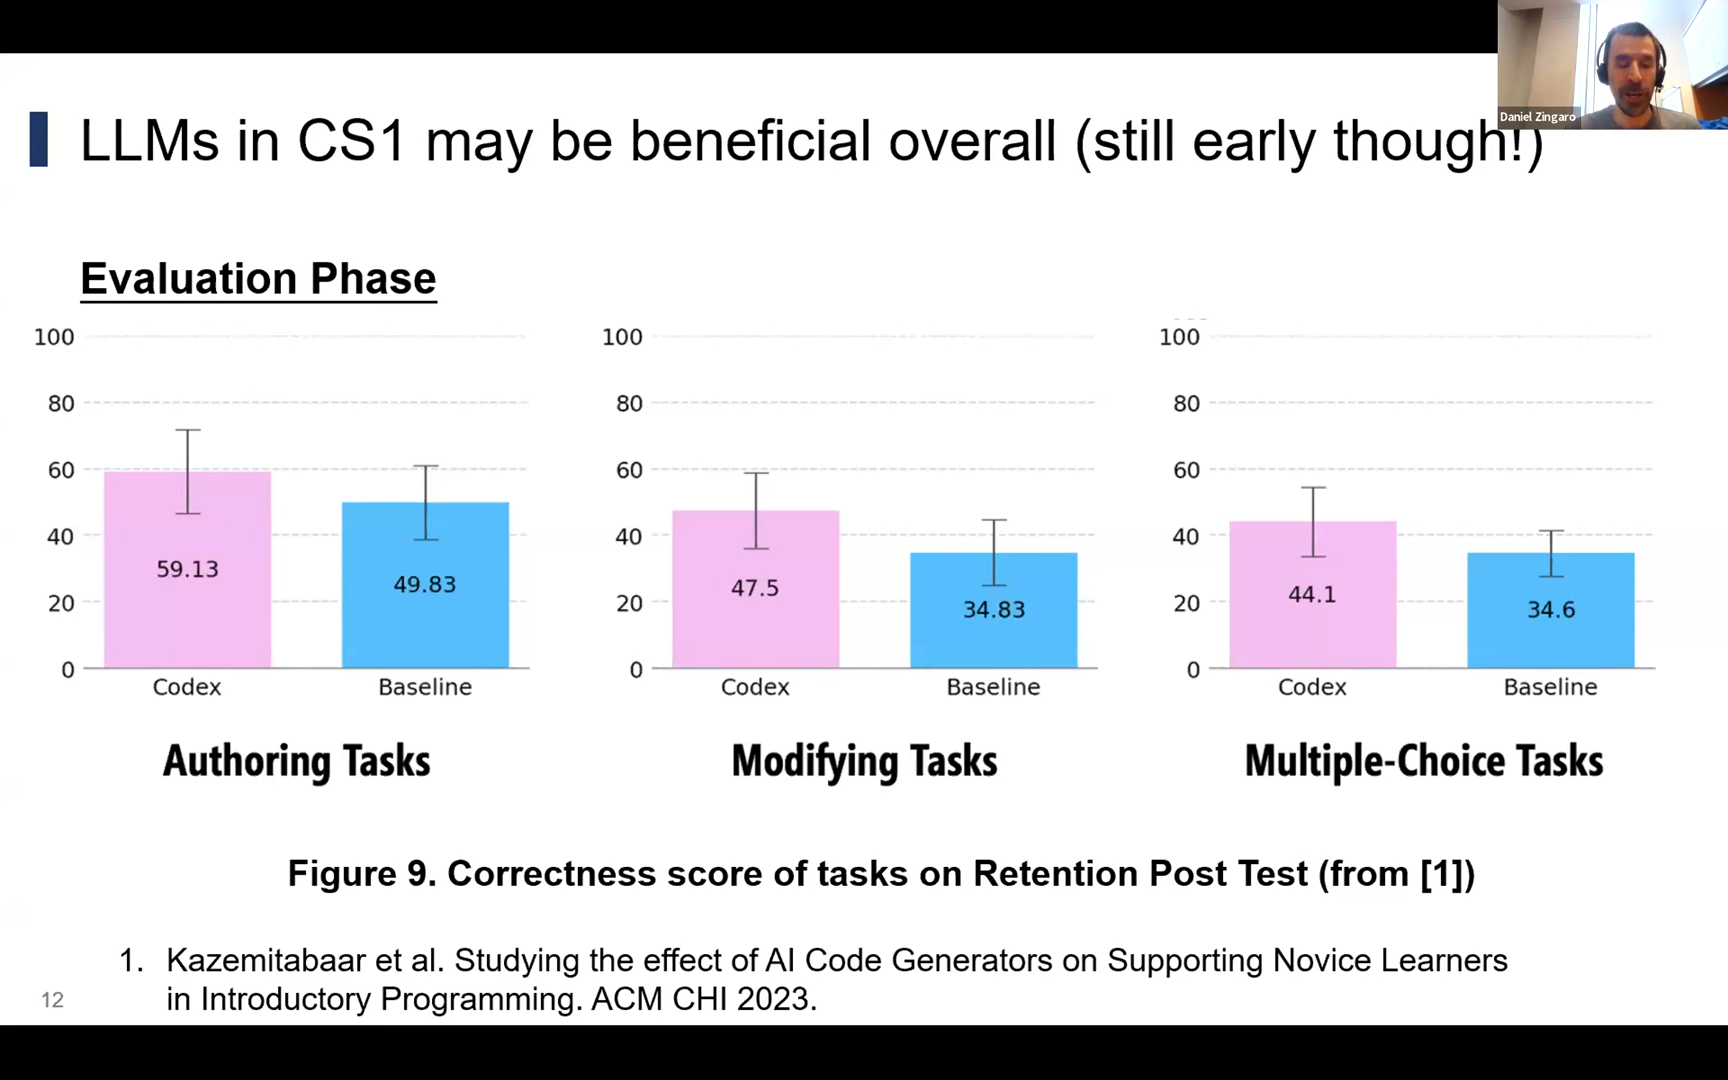 Daniel Zingaro
LLMs in CS1 may be beneficial overall (still early though!)
Evaluation Phase
100
80
60
40
20
0
59.13
49.83
Codex
Baseline
Authoring Tasks
100
80
60
40
20
0
47.5
34.83
Codex
Baseline
Modifying Tasks
100
80
60
40
20
0
44.1
34.6
Codex
Baseline
Multiple-Choice Tasks
Figure 9. Correctness score of tasks on Retention Post Test (from [1])
1. Kazemitabaar et al. Studying the effect of AI Code Generators on Supporting Novice Learners
in Introductory Programming. ACM CHI 2023.
12